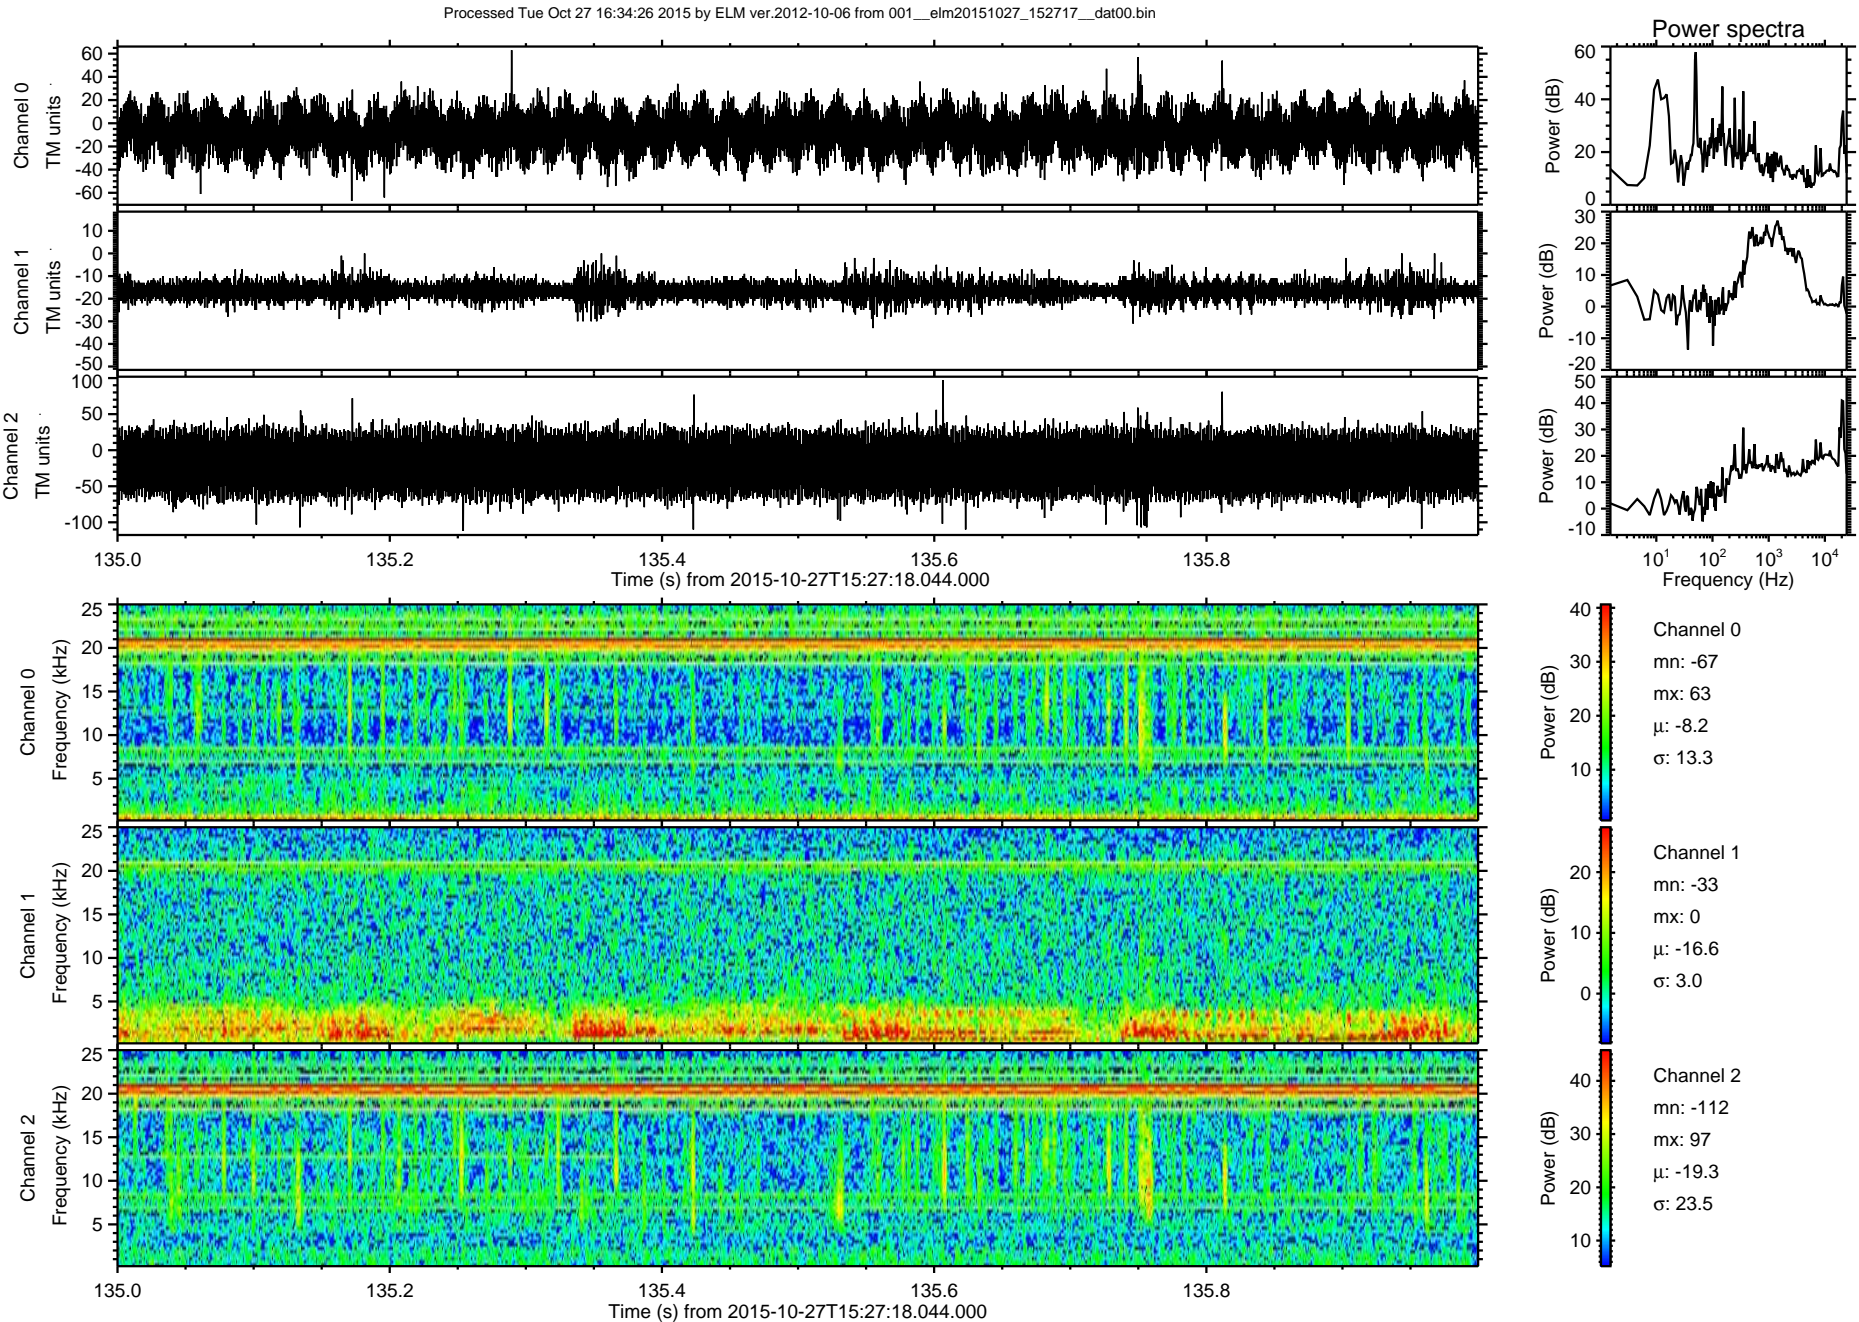 Processed Tue Oct 27 16:34:26 2015 by ELM ver.2012-10-06 from 001__elm20151027_152717__dat00.bin
Power spectra
Channel 0
TM units
60
40
20
0
-20
-40
-60
Power (dB)
60
40
20
0
Channel 1
TM units
10
0
-10
-20
-30
-40
-50
Power (dB)
30
20
10
0
-10
-20
Channel 2
TM units
100
50
0
-50
-100
Power (dB)
50
40
30
20
10
0
-10
135.0 135.2 135.4 135.6 135.8
Time (s) from 2015-10-27T15:27:18.044.000
10^1 10^2 10^3 10^4
Frequency (Hz)
Channel 0
Frequency (kHz)
25
20
15
10
5
Power (dB)
40
30
20
10
Channel 0
mn: -67
mx: 63
μ: -8.2
σ: 13.3
Channel 1
Frequency (kHz)
25
20
15
10
5
Power (dB)
20
10
0
Channel 1
mn: -33
mx: 0
μ: -16.6
σ: 3.0
Channel 2
Frequency (kHz)
25
20
15
10
5
Power (dB)
40
30
20
10
Channel 2
mn: -112
mx: 97
μ: -19.3
σ: 23.5
135.0 135.2 135.4 135.6 135.8
Time (s) from 2015-10-27T15:27:18.044.000